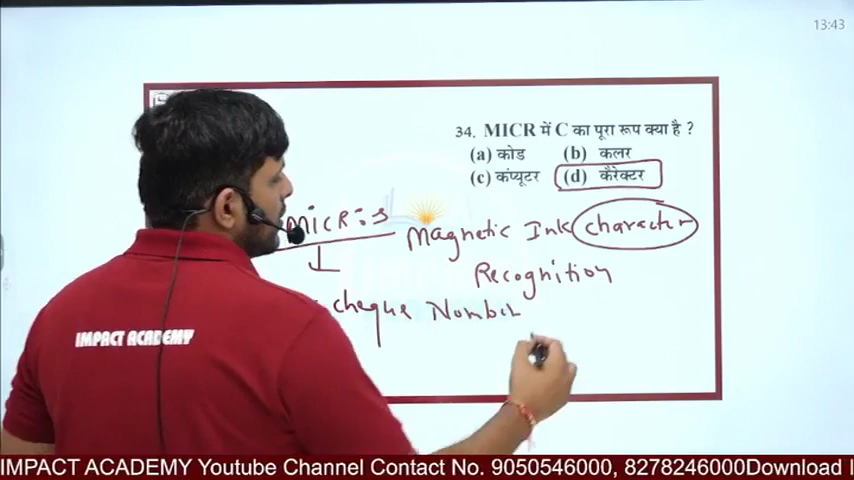 13:43
34. MICR में C का पूरा रूप क्या है ?
(a) कोड (b) कलर
(c) कंप्यूटर (d) कैरेक्टर
MICR:→ Magnetic Ink character
Recognition
cheque Number
IMPACT ACADEMY
IMPACT ACADEMY Youtube Channel Contact No. 9050546000, 8278246000Download